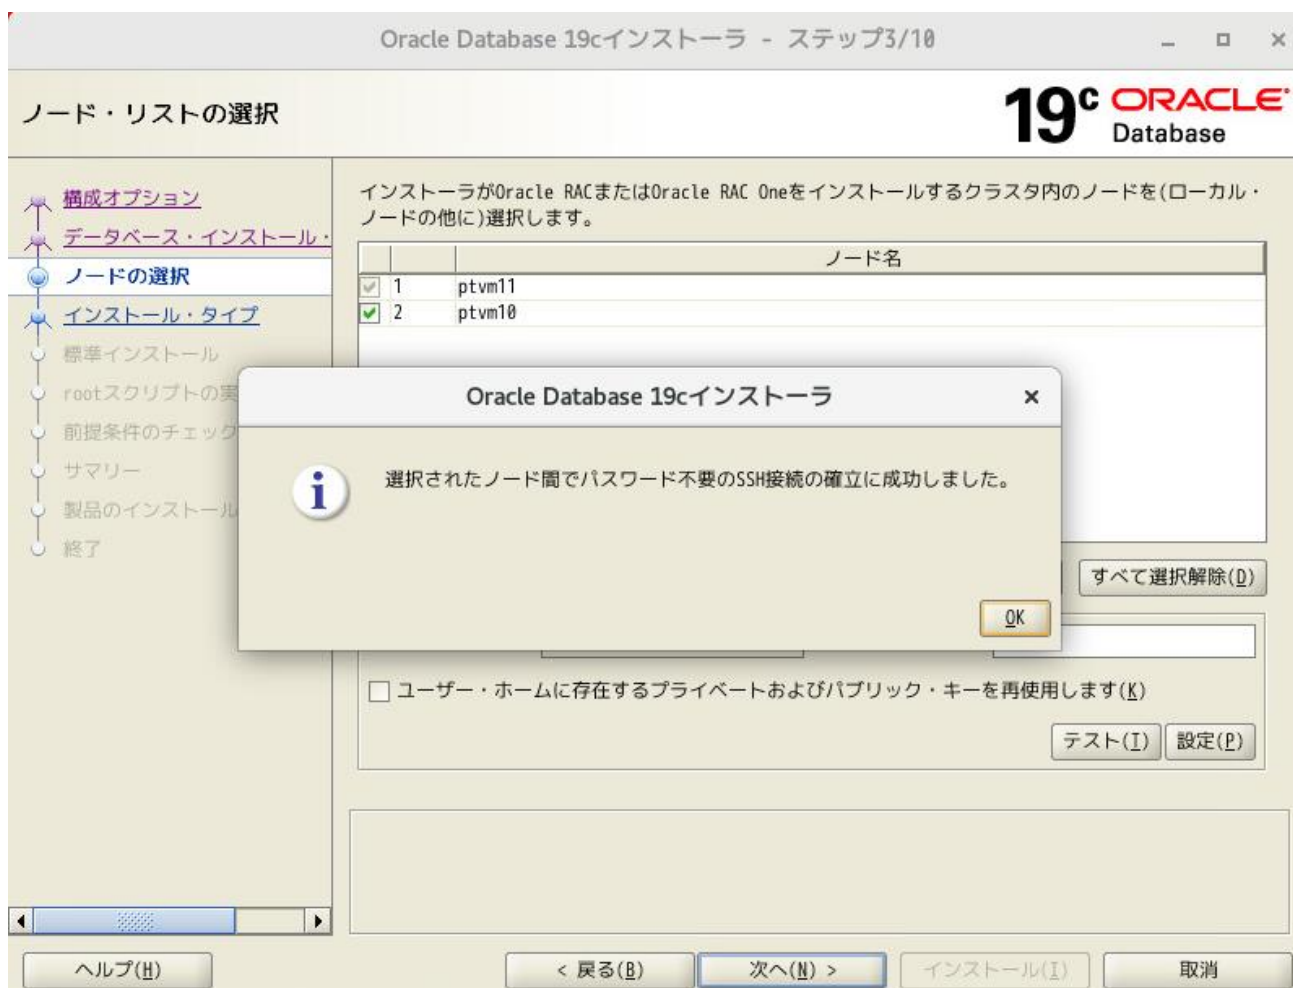 Oracle Database 19cインストーラ - ステップ3/10
ノード・リストの選択
19c ORACLE
Database
構成オプション
データベース・インストール・
ノードの選択
インストール・タイプ
標準インストール
rootスクリプトの実
前提条件のチェック
サマリー
製品のインストール
終了
インストーラがOracle RACまたはOracle RAC Oneをインストールするクラスタ内のノードを(ローカル・
ノードの他に)選択します。
ノード名
1 ptvm11
2 ptvm10
Oracle Database 19cインストーラ
選択されたノード間でパスワード不要のSSH接続の確立に成功しました。
OK
すべて選択解除(D)
ユーザー・ホームに存在するプライベートおよびパブリック・キーを再使用します(K)
テスト(T) 設定(P)
ヘルプ(H) < 戻る(B) 次へ(N) > インストール(I) 取消